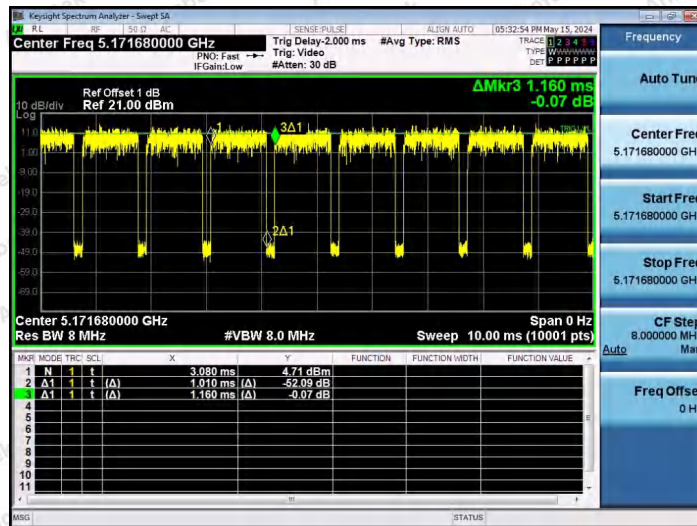 Keysight Spectrum Analyzer - Swept SA
RL RF 50 Ω AC SENSE:PULSE ALIGN AUTO 05:32:54 PM May 15, 2024
Center Freq 5.171680000 GHz
PNO: Fast
IFGain:Low
Trig Delay-2.000 ms
Trig: Video
#Atten: 30 dB
#Avg Type: RMS
TRACE 1 2 3 4 5 6
TYPE
DET P P P P P P
Frequency
Auto Tune
Center Freq
5.171680000 GH
Start Freq
5.171680000 GH
Stop Freq
5.171680000 GH
CF Step
8.000000 MH
Auto Man
Freq Offset
0 H
ΔMkr3 1.160 ms
-0.07 dB
Ref Offset 1 dB
10 dB/div Ref 21.00 dBm
Log
11.0
1.00
-9.00
-19.0
-29.0
-39.0
-49.0
-59.0
-69.0
1
3Δ1
2Δ1
Center 5.171680000 GHz Span 0 Hz
Res BW 8 MHz #VBW 8.0 MHz Sweep 10.00 ms (10001 pts)
MKR MODE TRC SCL X Y FUNCTION FUNCTION WIDTH FUNCTION VALUE
1 N 1 t 3.080 ms 4.71 dBm
2 Δ1 1 t (Δ) 1.010 ms (Δ) -52.09 dB
3 Δ1 1 t (Δ) 1.160 ms (Δ) -0.07 dB
4
5
6
7
8
9
10
11
MSG STATUS